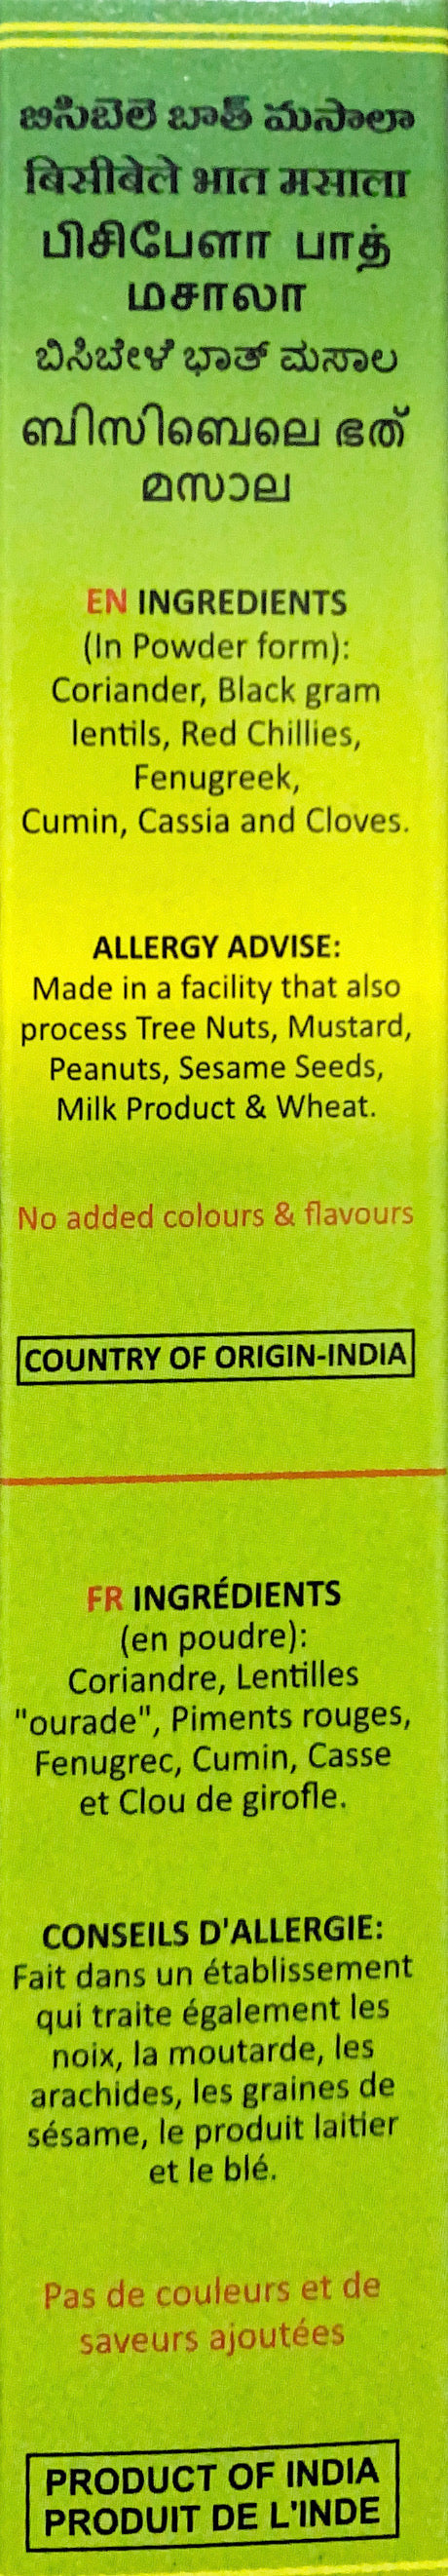 బిసిబెలె బాత్ మసాలా
बिसीबेले भात मसाला
பிசிபேளா பாத்
மசாலா
ಬಿಸಿಬೇಳೆ ಭಾತ್ ಮಸಾಲ
ബിസിബെലെ ഭത്
മസാല
EN INGREDIENTS
(In Powder form):
Coriander, Black gram
lentils, Red Chillies,
Fenugreek,
Cumin, Cassia and Cloves.
ALLERGY ADVISE:
Made in a facility that also
process Tree Nuts, Mustard,
Peanuts, Sesame Seeds,
Milk Product & Wheat.
No added colours & flavours
COUNTRY OF ORIGIN-INDIA
FR INGRÉDIENTS
(en poudre):
Coriandre, Lentilles
"ourade", Piments rouges,
Fenugrec, Cumin, Casse
et Clou de girofle.
CONSEILS D'ALLERGIE:
Fait dans un établissement
qui traite également les
noix, la moutarde, les
arachides, les graines de
sésame, le produit laitier
et le blé.
Pas de couleurs et de
saveurs ajoutées
PRODUCT OF INDIA
PRODUIT DE L'INDE